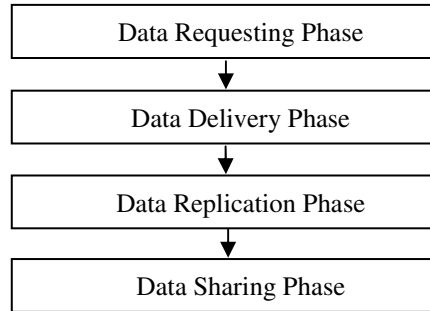 Data Requesting Phase
Data Delivery Phase
Data Replication Phase
Data Sharing Phase